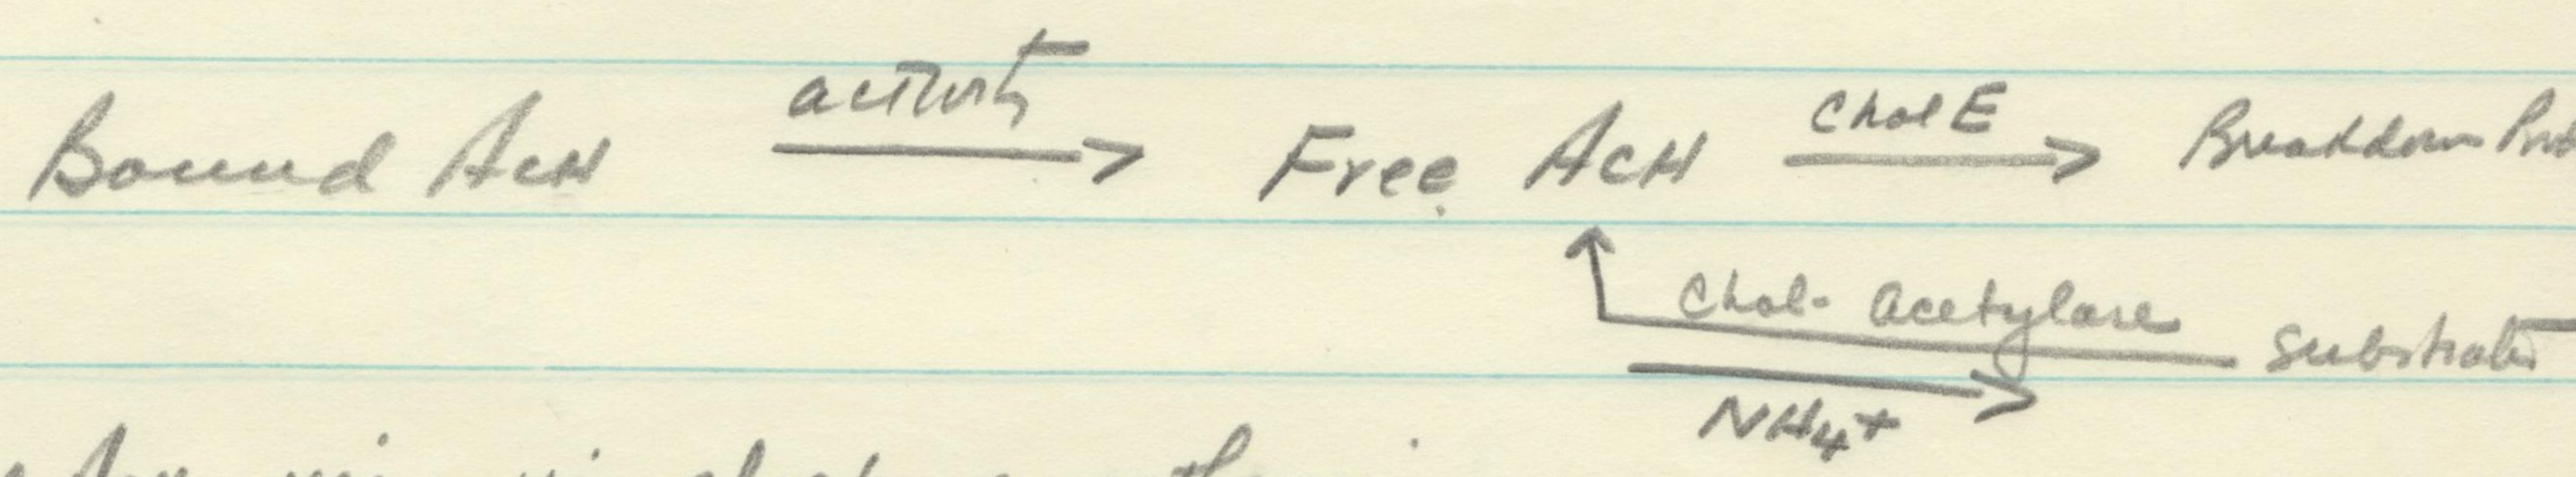 activity chol E
Bound AcH → Free AcH → Breakdown
Chol- acetylase substrate
NH4+